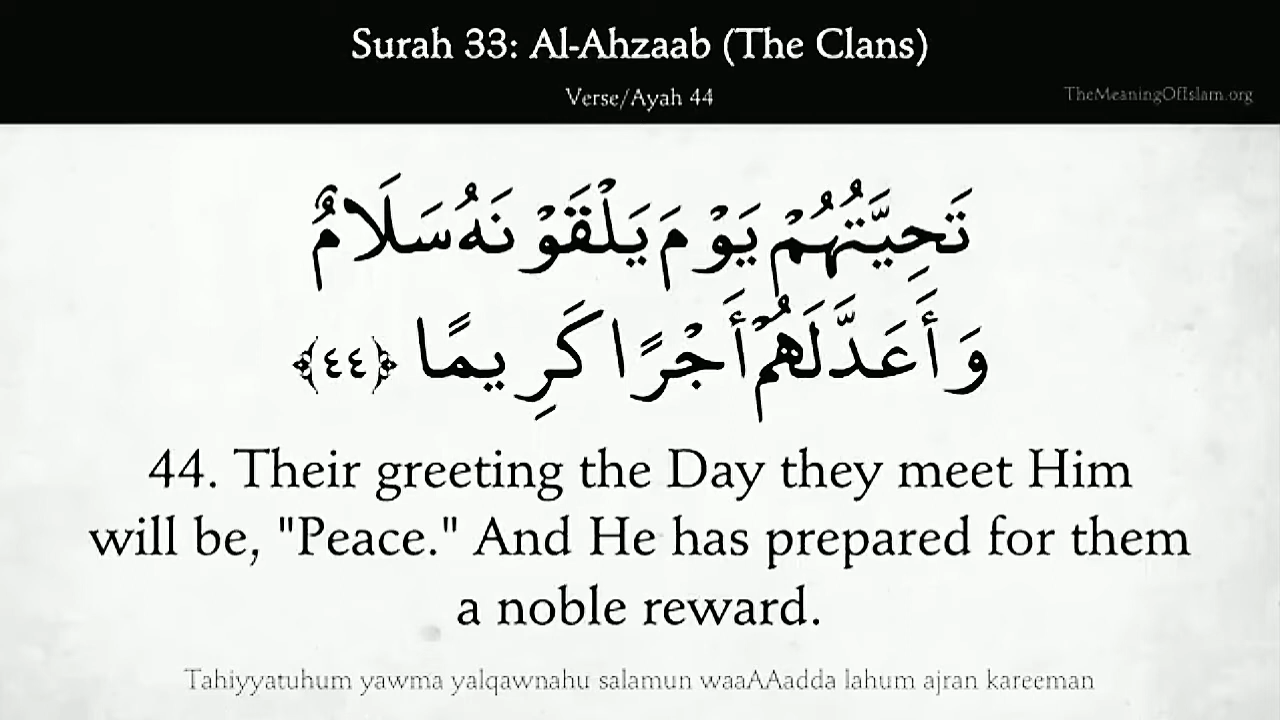 Surah 33: Al-Ahzaab (The Clans)
Verse/Ayah 44
TheMeaningOfIslam.org
تَحِيَّتُهُمْ يَوْمَ يَلْقَوْنَهُ سَلَامٌ
وَأَعَدَّ لَهُمْ أَجْرًا كَرِيمًا ﴿٤٤﴾
44. Their greeting the Day they meet Him
will be, "Peace." And He has prepared for them
a noble reward.
Tahiyyatuhum yawma yalqawnahu salamun waaAAadda lahum ajran kareeman